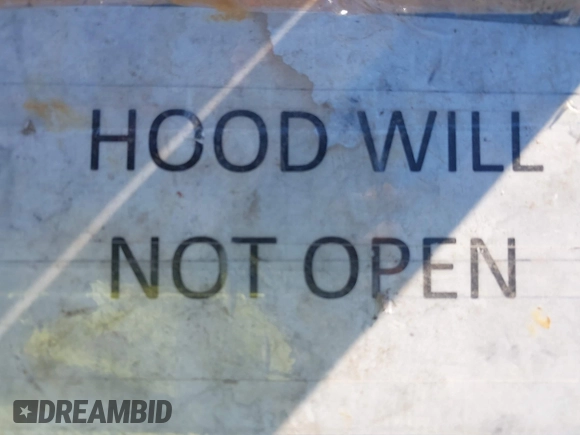 HOOD WILL
NOT OPEN
DREAMBID